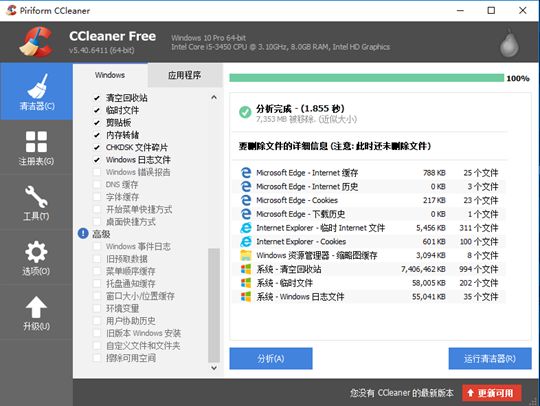 Piriform CCleaner
CCleaner Free
v5.40.6411 (64-bit)
Windows 10 Pro 64-bit
Intel Core i5-3450 CPU @ 3.10GHz, 8.0GB RAM, Intel HD Graphics
清洁器(C)
注册表(G)
工具(T)
选项(O)
升级(U)
Windows
应用程序
清空回收站
临时文件
剪贴板
内存转储
CHKDSK 文件碎片
Windows 日志文件
Windows 错误报告
DNS 缓存
字体缓存
开始菜单快捷方式
桌面快捷方式
高级
Windows 事件日志
旧预取数据
菜单顺序缓存
托盘通知缓存
窗口大小/位置缓存
环境变量
用户协助历史
旧版本 Windows 安装
自定义文件和文件夹
擦除可用空间
100%
分析完成 - (1.855 秒)
7,353 MB 被移除. (近似大小)
要删除文件的详细信息 (注意: 此时还未删除文件)
Microsoft Edge - Internet 缓存 788 KB 25 个文件
Microsoft Edge - Internet 历史 0 KB 3 个文件
Microsoft Edge - Cookies 217 KB 23 个文件
Microsoft Edge - 下载历史 0 KB 1 个文件
Internet Explorer - 临时 Internet 文件 5,456 KB 311 个文件
Internet Explorer - Cookies 601 KB 100 个文件
Windows 资源管理器 - 缩略图缓存 3,094 KB 8 个文件
系统 - 清空回收站 7,406,462 KB 994 个文件
系统 - 临时文件 58,005 KB 202 个文件
系统 - Windows 日志文件 55,041 KB 35 个文件
分析(A)
运行清洁器(R)
您没有 CCleaner 的最新版本
更新可用